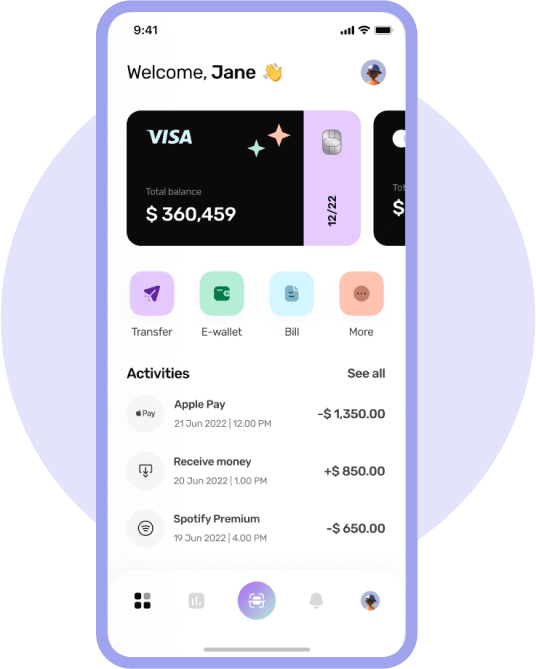 9:41
Welcome, Jane 👋
VISA
Total balance
$ 360,459
12/22
Tot
$
Transfer
E-wallet
Bill
More
Activities
See all
Pay
Apple Pay
21 Jun 2022 | 12.00 PM
-$ 1,350.00
Receive money
20 Jun 2022 | 1.00 PM
+$ 850.00
Spotify Premium
19 Jun 2022 | 4.00 PM
-$ 650.00